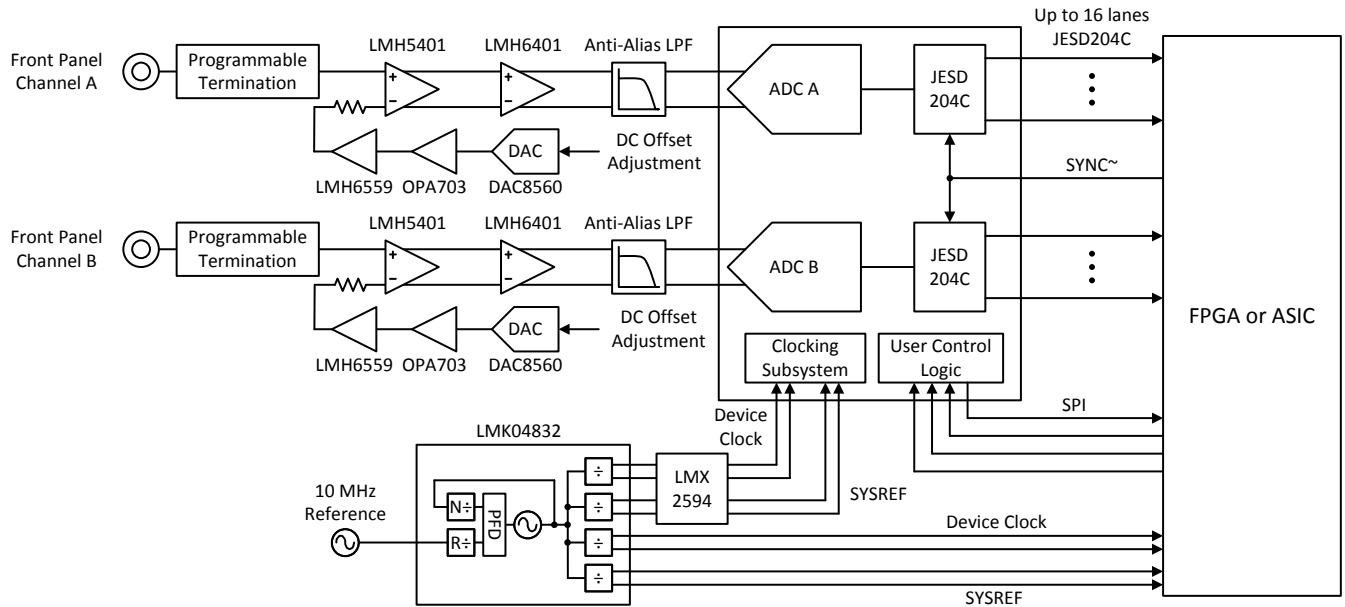 Up to 16 lanes
JESD204C
LMH5401
LMH6401
Anti-Alias LPF
Front Panel
Channel A
Programmable
Termination
+
−
+
−
ADC A
JESD
204C
DAC
DC Offset
Adjustment
LMH6559
OPA703
DAC8560
SYNC~
LMH5401
LMH6401
Anti-Alias LPF
Front Panel
Channel B
Programmable
Termination
+
−
+
−
ADC B
JESD
204C
FPGA or ASIC
DAC
DC Offset
Adjustment
LMH6559
OPA703
DAC8560
Clocking
Subsystem
User Control
Logic
SPI
Device
Clock
LMK04832
÷
LMX
2594
SYSREF
10 MHz
Reference
N÷
PFD
R÷
÷
÷
÷
Device Clock
SYSREF